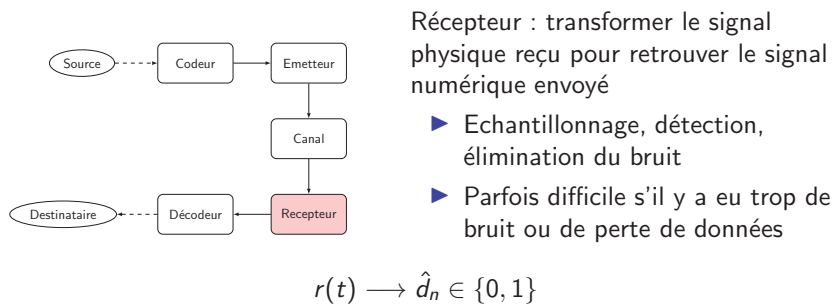 Source
Codeur
Emetteur
Canal
Destinataire
Décodeur
Recepteur
Récepteur : transformer le signal
physique reçu pour retrouver le signal
numérique envoyé
▶ Echantillonnage, détection,
élimination du bruit
▶ Parfois difficile s'il y a eu trop de
bruit ou de perte de données
r(t) ⟶ d̂ₙ ∈ {0, 1}